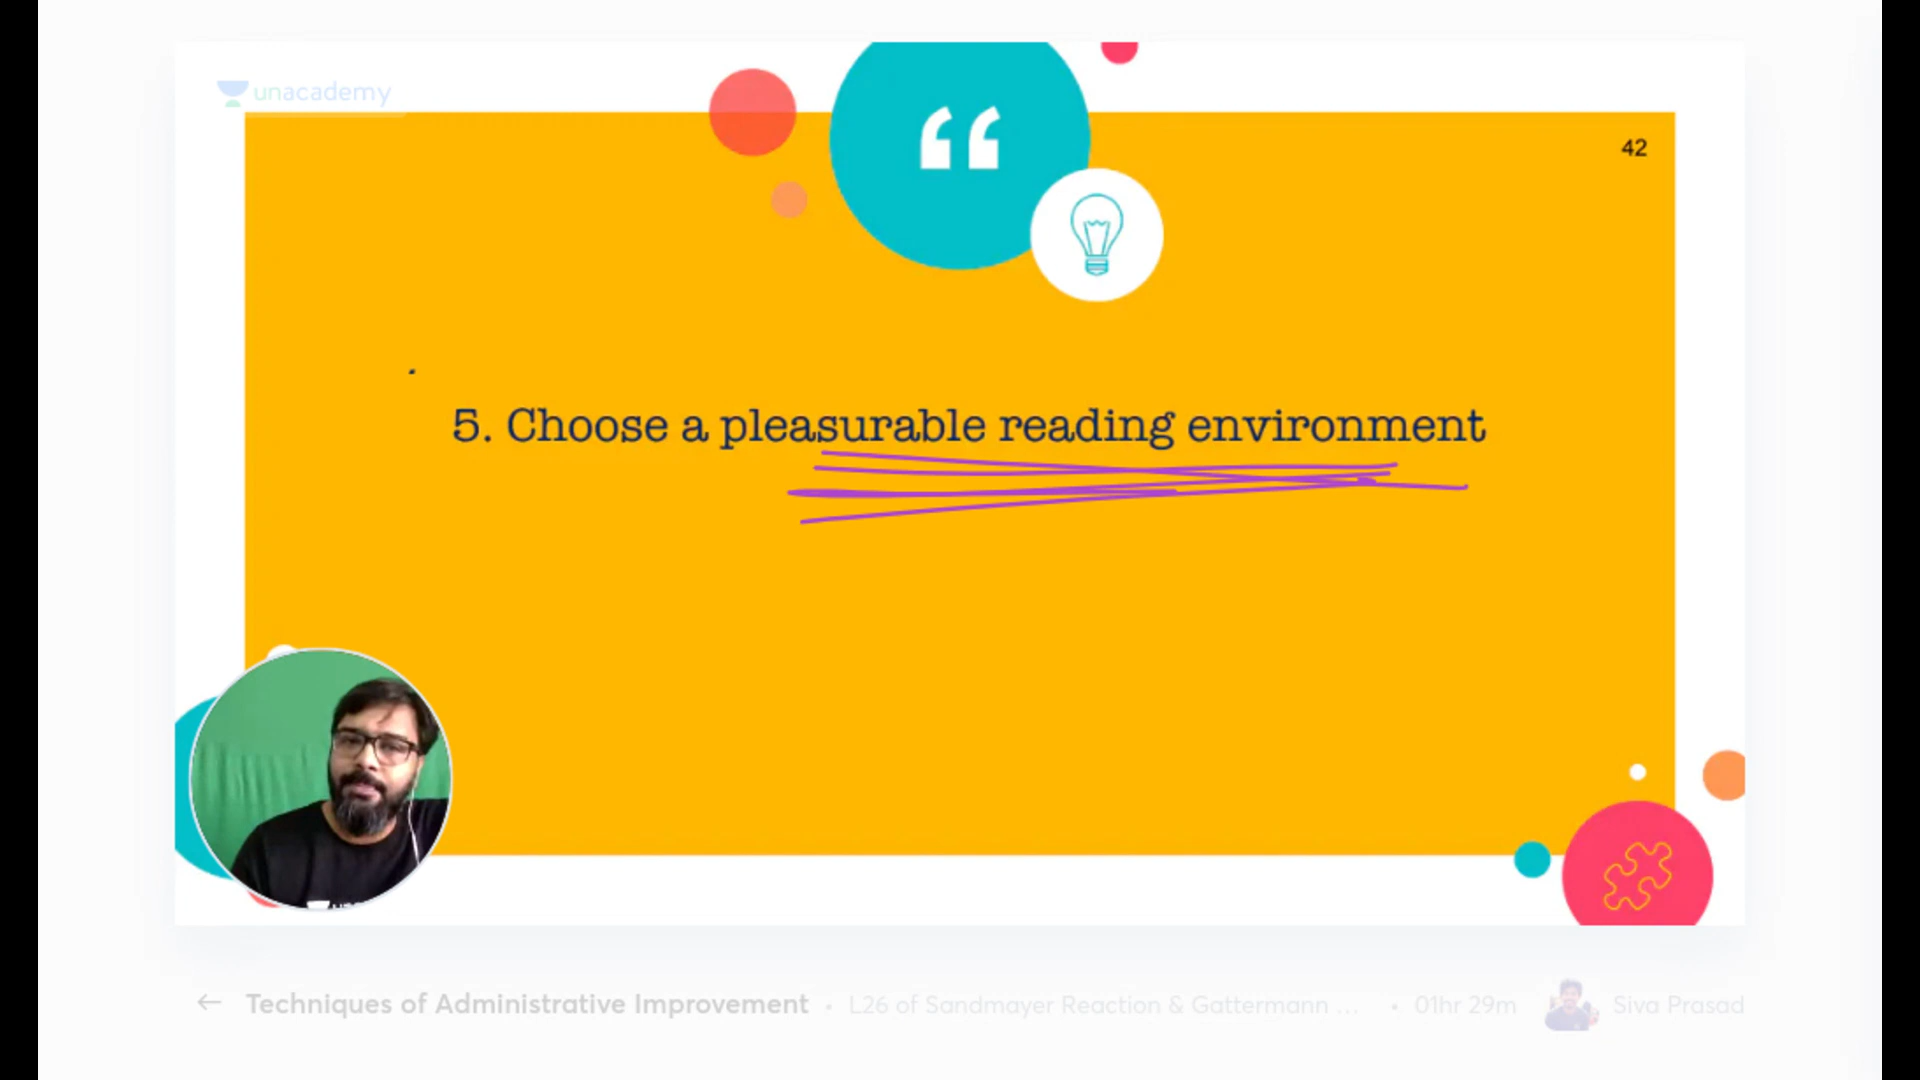 unacademy
42
“
5. Choose a pleasurable reading environment
← Techniques of Administrative Improvement • L26 of Sandmayer Reaction & Gattermann ... • 01hr 29m Siva Prasad